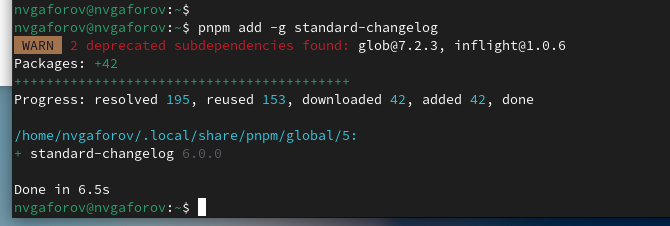 nvgaforov@nvgaforov:~$
nvgaforov@nvgaforov:~$ pnpm add -g standard-changelog
WARN 2 deprecated subdependencies found: glob@7.2.3, inflight@1.0.6
Packages: +42
++++++++++++++++++++++++++++++++++++++++++
Progress: resolved 195, reused 153, downloaded 42, added 42, done
/home/nvgaforov/.local/share/pnpm/global/5:
+ standard-changelog 6.0.0
Done in 6.5s
nvgaforov@nvgaforov:~$